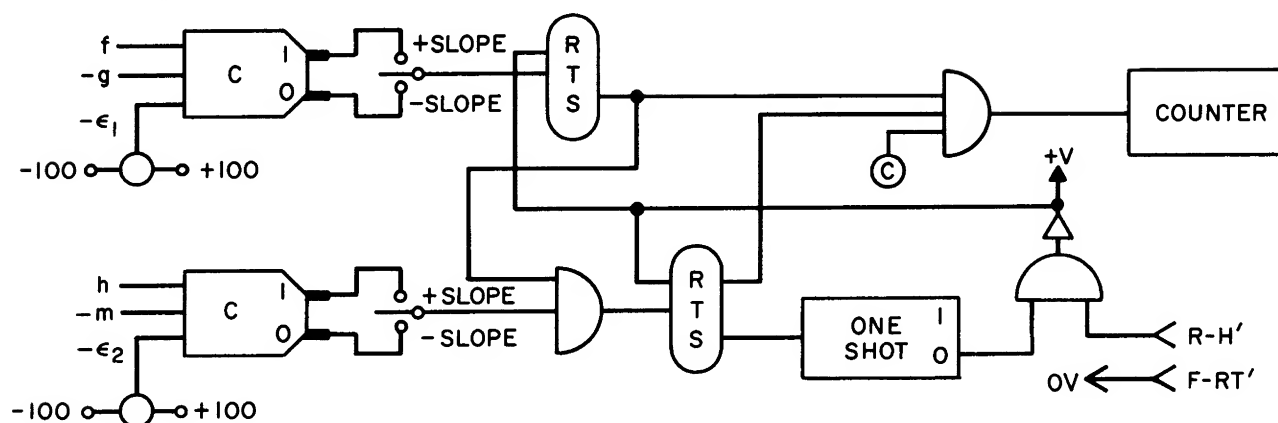 f
-g
-ϵ1
C
I
O
-100
+100
+SLOPE
-SLOPE
R
T
S
C
COUNTER
+V
h
-m
-ϵ2
C
I
O
-100
+100
+SLOPE
-SLOPE
R
T
S
ONE
SHOT
I
O
R-H'
OV
F-RT'